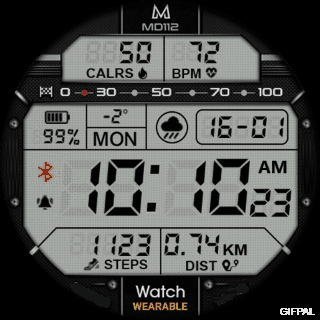 MD112
50 72
CALRS BPM
0 30 50 70 100
99% -2° 16-01
MON
10:10 AM
23
1123 0.74 KM
STEPS DIST
Watch
WEARABLE
GIFPAL